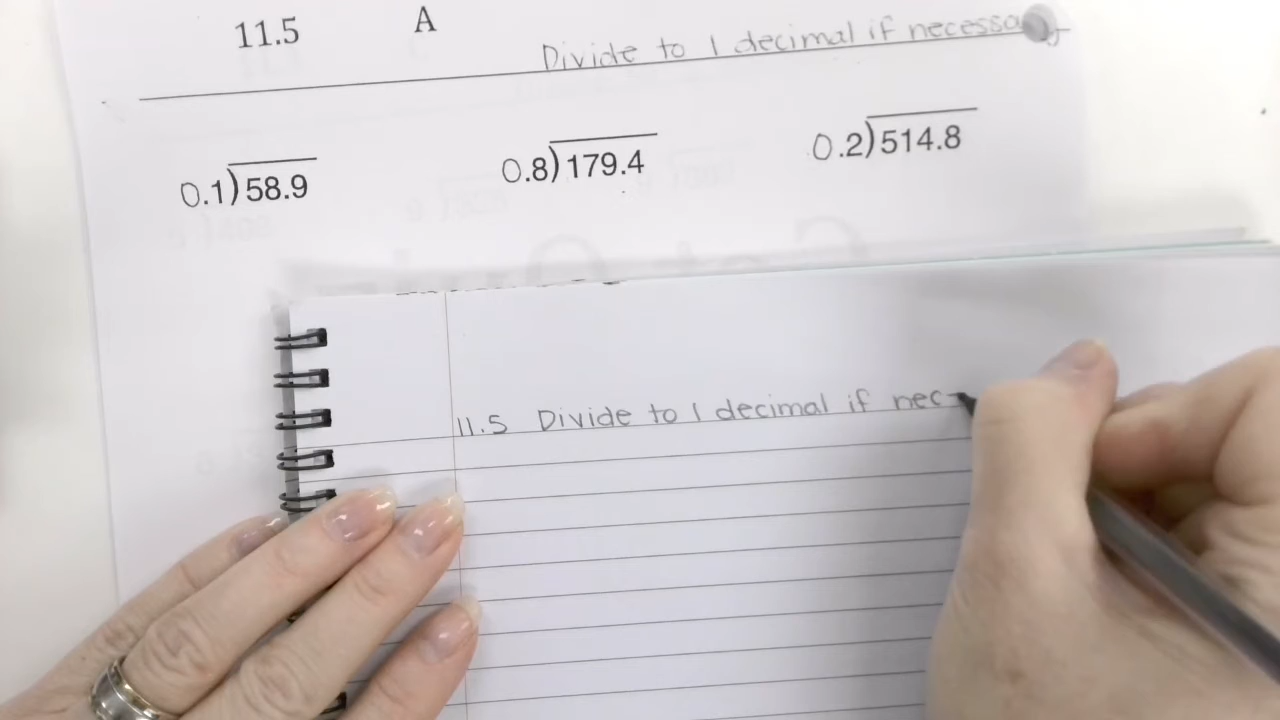 11.5 A
Divide to 1 decimal if necessary
0.1)58.9 0.8)179.4 0.2)514.8
11.5 Divide to 1 decimal if nec